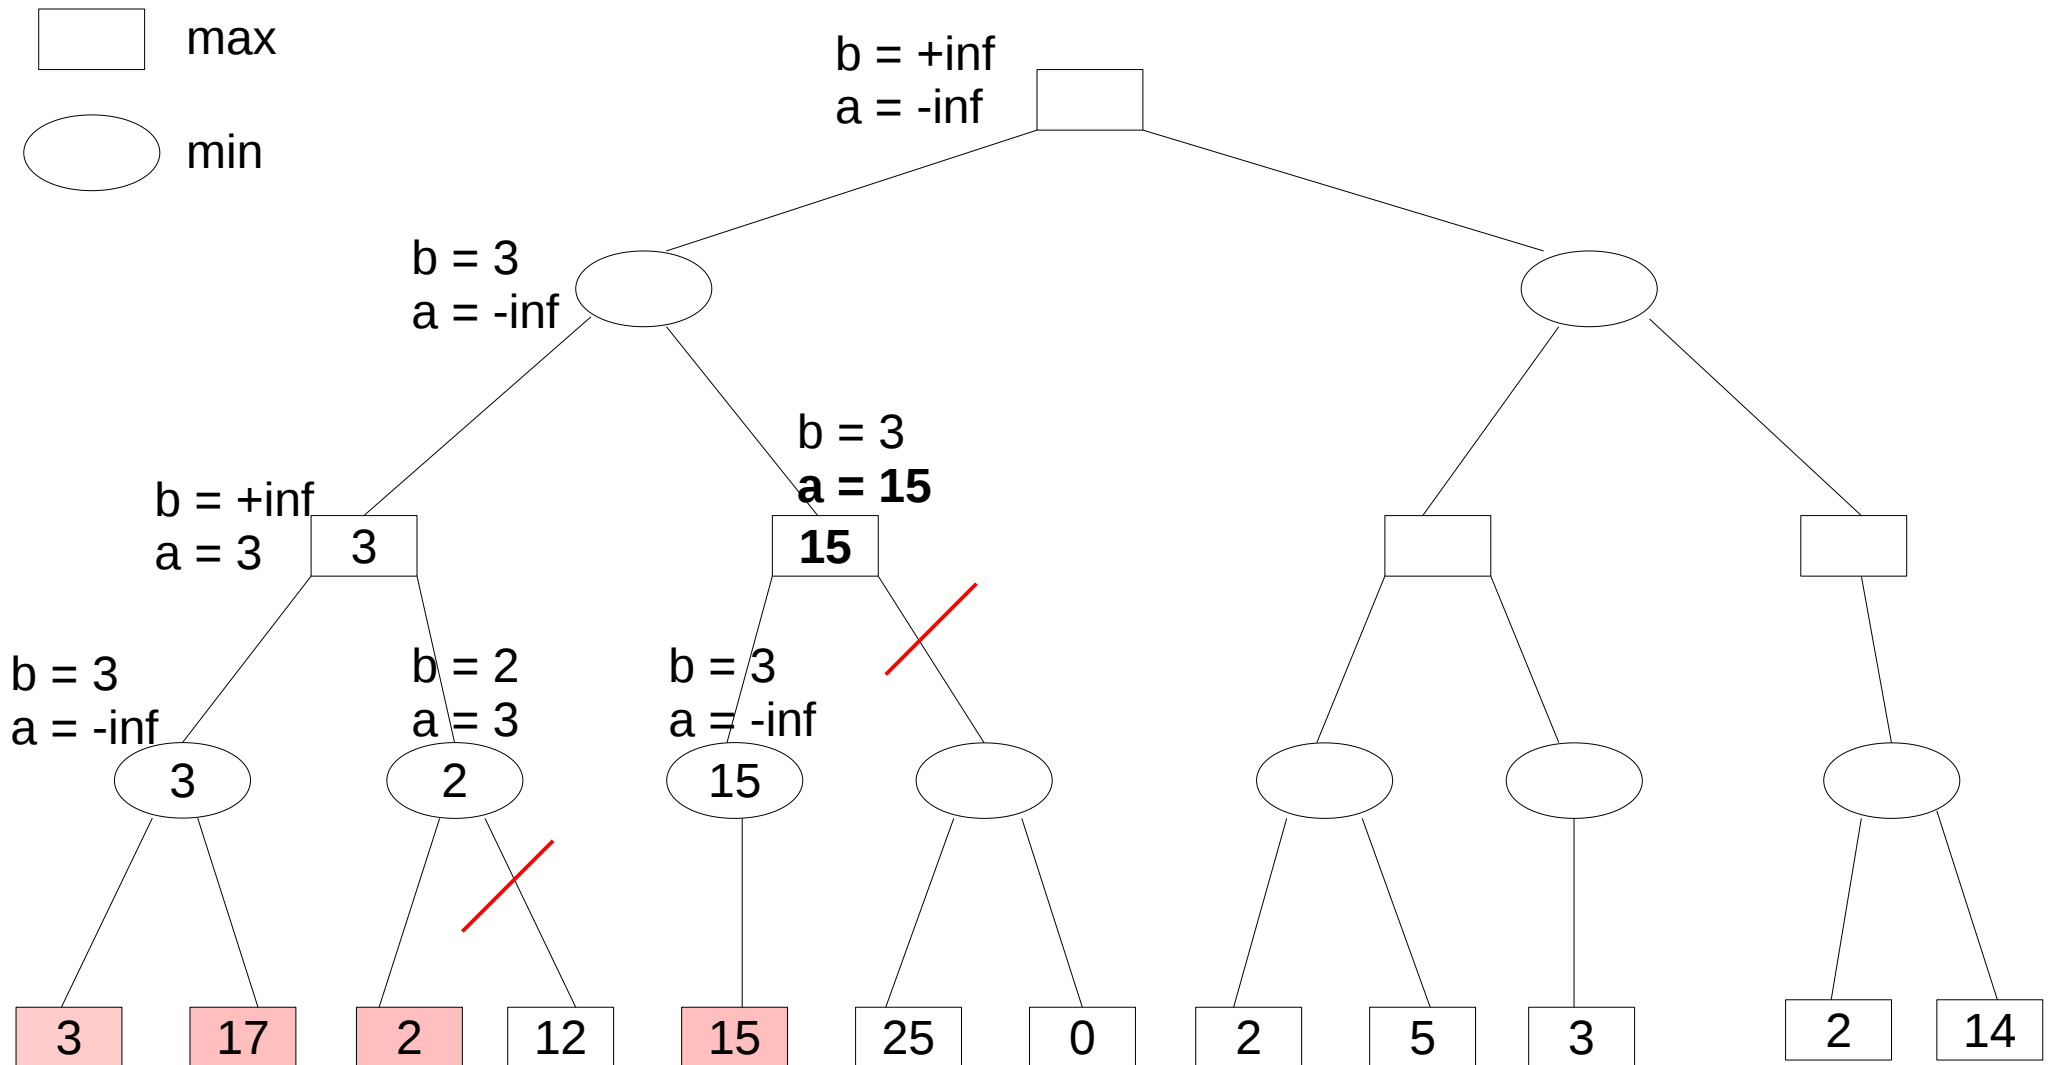 max
b = +inf
a = -inf
min
b = 3
a = -inf
b = 3
a = 15
b = +inf
a = 3
3
15
b = 3
a = -inf
b = 2
a = 3
b = 3
a = -inf
3
2
15
3
17
2
12
15
25
0
2
5
3
2
14